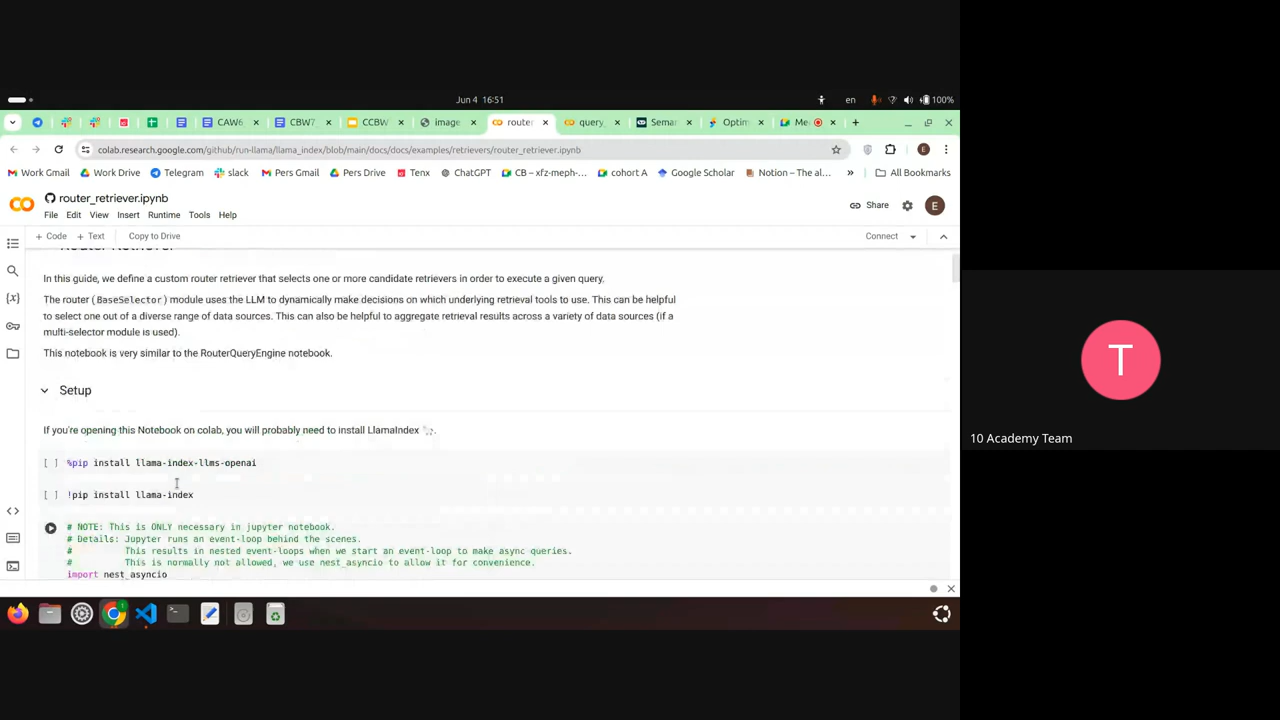 Jun 4 16:51
en
100%
CAW6
CBW7
CCBW
image
router
query_
Semar
Optim
Me
colab.research.google.com/github/run-llama/llama_index/blob/main/docs/docs/examples/retrievers/router_retriever.ipynb
Work Gmail
Work Drive
Telegram
slack
Pers Gmail
Pers Drive
Tenx
ChatGPT
CB – xfz-meph-...
cohort A
Google Scholar
Notion – The al...
»
All Bookmarks
router_retriever.ipynb
File Edit View Insert Runtime Tools Help
Share
E
+ Code + Text
Copy to Drive
Connect
Router Retriever
In this guide, we define a custom router retriever that selects one or more candidate retrievers in order to execute a given query.
The router (BaseSelector) module uses the LLM to dynamically make decisions on which underlying retrieval tools to use. This can be helpful
to select one out of a diverse range of data sources. This can also be helpful to aggregate retrieval results across a variety of data sources (if a
multi-selector module is used).
This notebook is very similar to the RouterQueryEngine notebook.
Setup
If you're opening this Notebook on colab, you will probably need to install LlamaIndex 🦙.
[ ] %pip install llama-index-llms-openai
[ ] !pip install llama-index
# NOTE: This is ONLY necessary in jupyter notebook.
# Details: Jupyter runs an event-loop behind the scenes.
# This results in nested event-loops when we start an event-loop to make async queries.
# This is normally not allowed, we use nest_asyncio to allow it for convenience.
import nest_asyncio
T
10 Academy Team